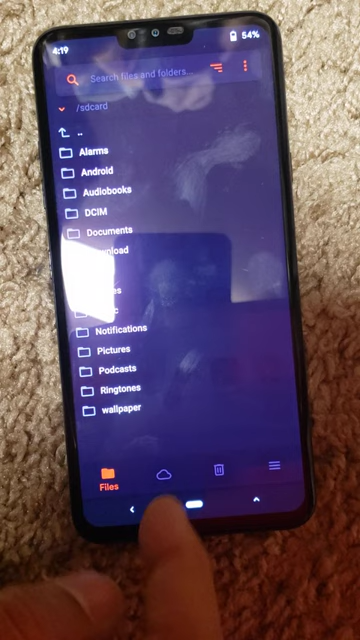 4:19
54%
Search files and folders...
/sdcard
..
Alarms
Android
Audiobooks
DCIM
Documents
Notifications
Pictures
Podcasts
Ringtones
wallpaper
Files